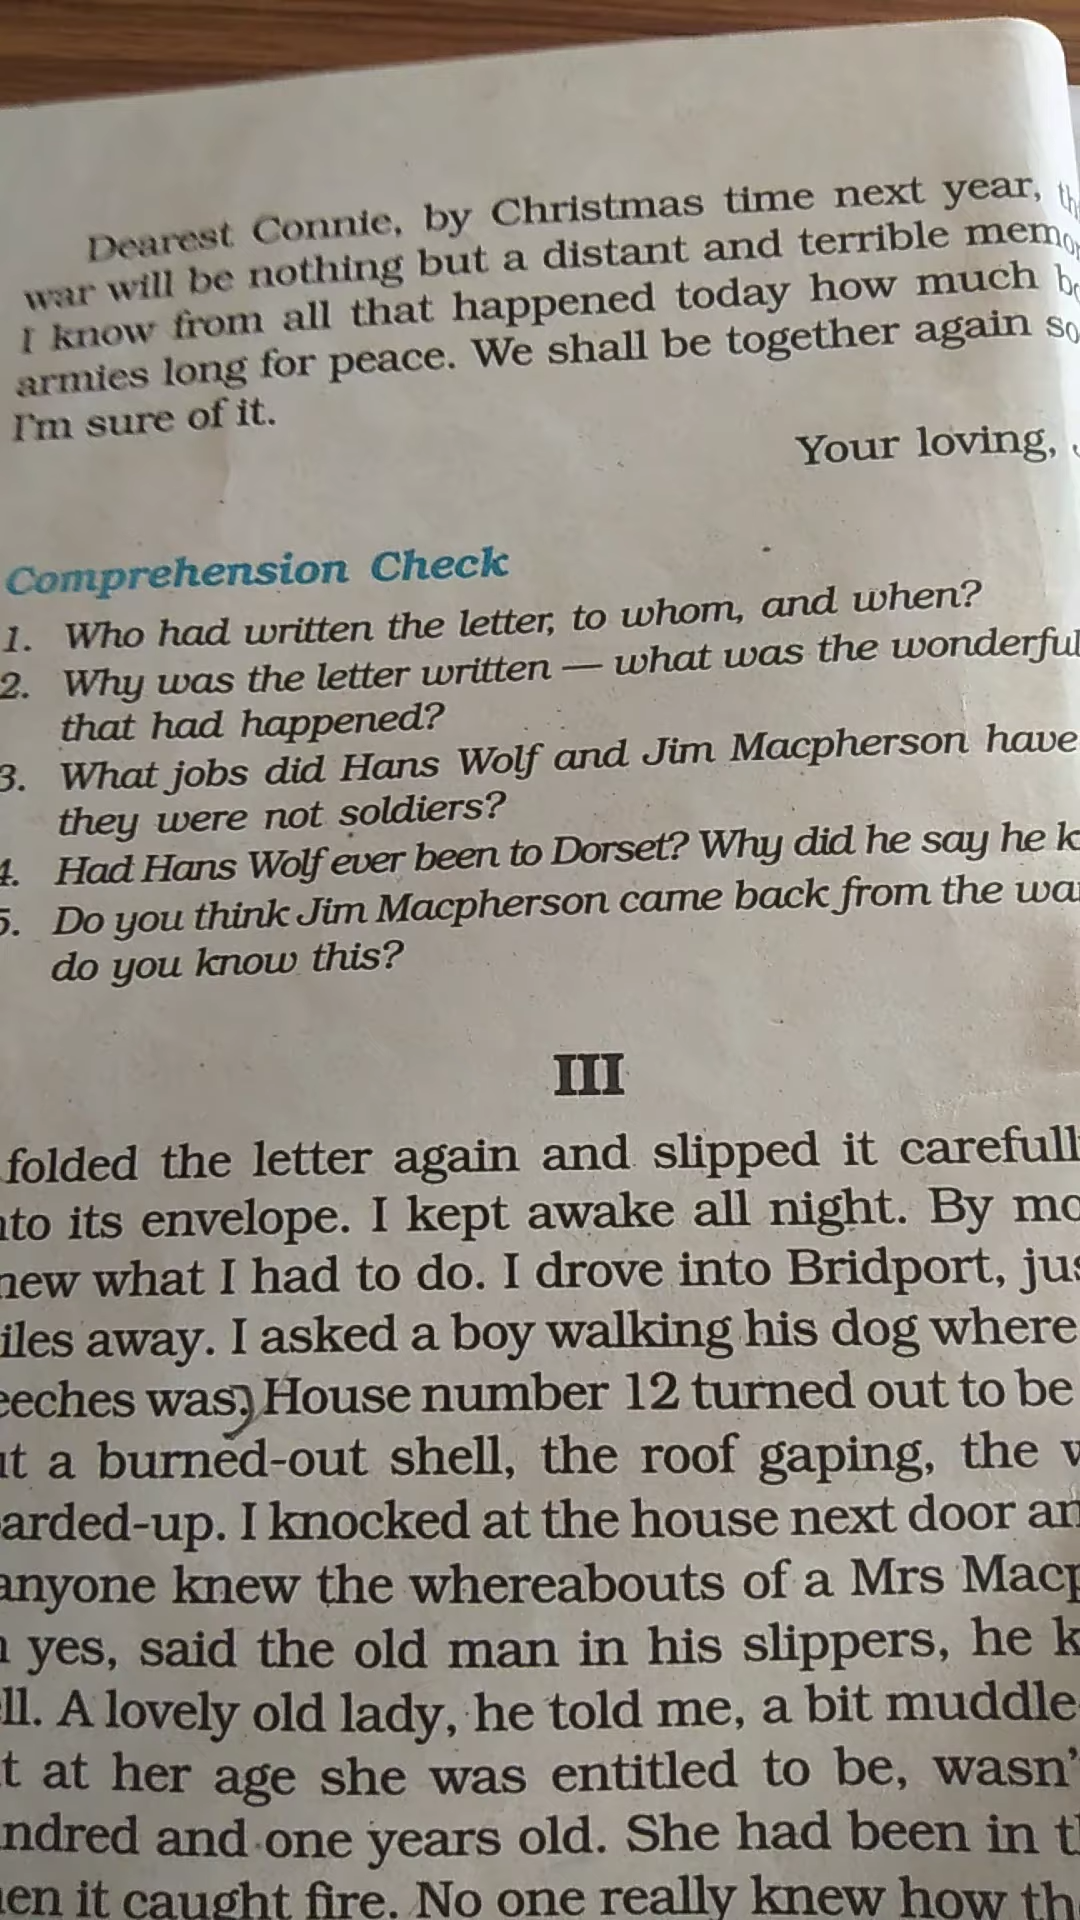 Dearest Connie, by Christmas time next year,
war will be nothing but a distant and terrible
I know from all that happened today how much
armies long for peace. We shall be together again
I'm sure of it.
Your loving,
Comprehension Check
1. Who had written the letter, to whom, and when?
2. Why was the letter written — what was the wonderful
that had happened?
3. What jobs did Hans Wolf and Jim Macpherson have
they were not soldiers?
4. Had Hans Wolf ever been to Dorset? Why did he say he
5. Do you think Jim Macpherson came back from the
do you know this?
III
folded the letter again and slipped it
its envelope. I kept awake all night. By
what I had to do. I drove into Bridport,
away. I asked a boy walking his dog where
was. House number 12 turned out to be
a burned-out shell, the roof gaping, the
I knocked at the house next door
anyone knew the whereabouts of a Mrs
yes, said the old man in his slippers, he
A lovely old lady, he told me, a bit
at her age she was entitled to be,
and one years old. She had been in
it caught fire. No one really knew how